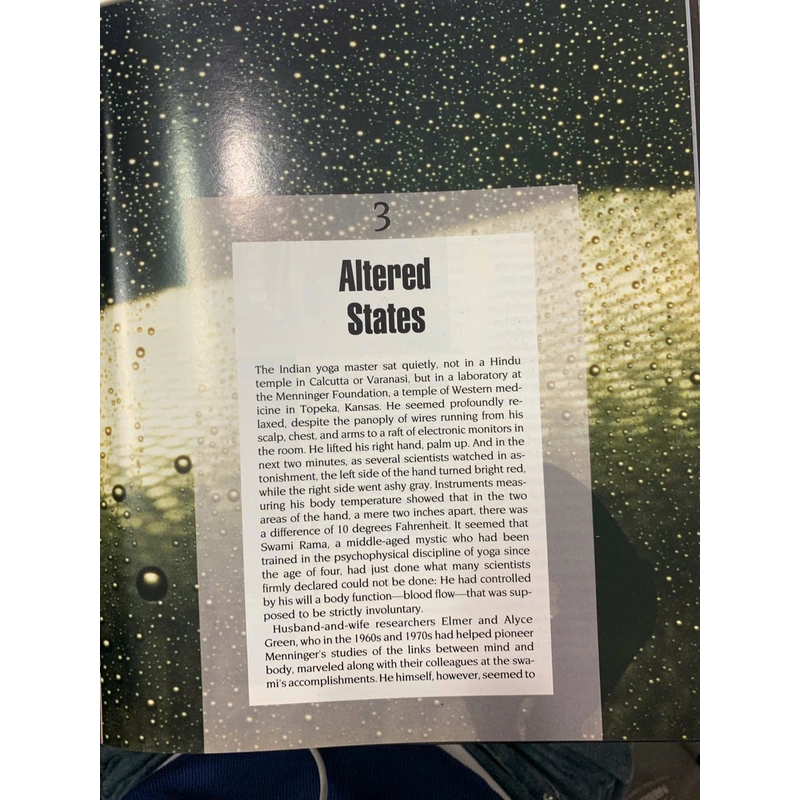 3
Altered
States
The Indian yoga master sat quietly, not in a Hindu
temple in Calcutta or Varanasi, but in a laboratory at
the Menninger Foundation, a temple of Western med-
icine in Topeka, Kansas. He seemed profoundly re-
laxed, despite the panoply of wires running from his
scalp, chest, and arms to a raft of electronic monitors in
the room. He lifted his right hand, palm up. And in the
next two minutes, as several scientists watched in as-
tonishment, the left side of the hand turned bright red,
while the right side went ashy gray. Instruments meas-
uring his body temperature showed that in the two
areas of the hand, a mere two inches apart, there was
a difference of 10 degrees Fahrenheit. It seemed that
Swami Rama, a middle-aged mystic who had been
trained in the psychophysical discipline of yoga since
the age of four, had just done what many scientists
firmly declared could not be done: He had controlled
by his will a body function—blood flow—that was sup-
posed to be strictly involuntary.
Husband-and-wife researchers Elmer and Alyce
Green, who in the 1960s and 1970s had helped pioneer
Menninger's studies of the links between mind and
body, marveled along with their colleagues at the swa-
mi's accomplishments. He himself, however, seemed to